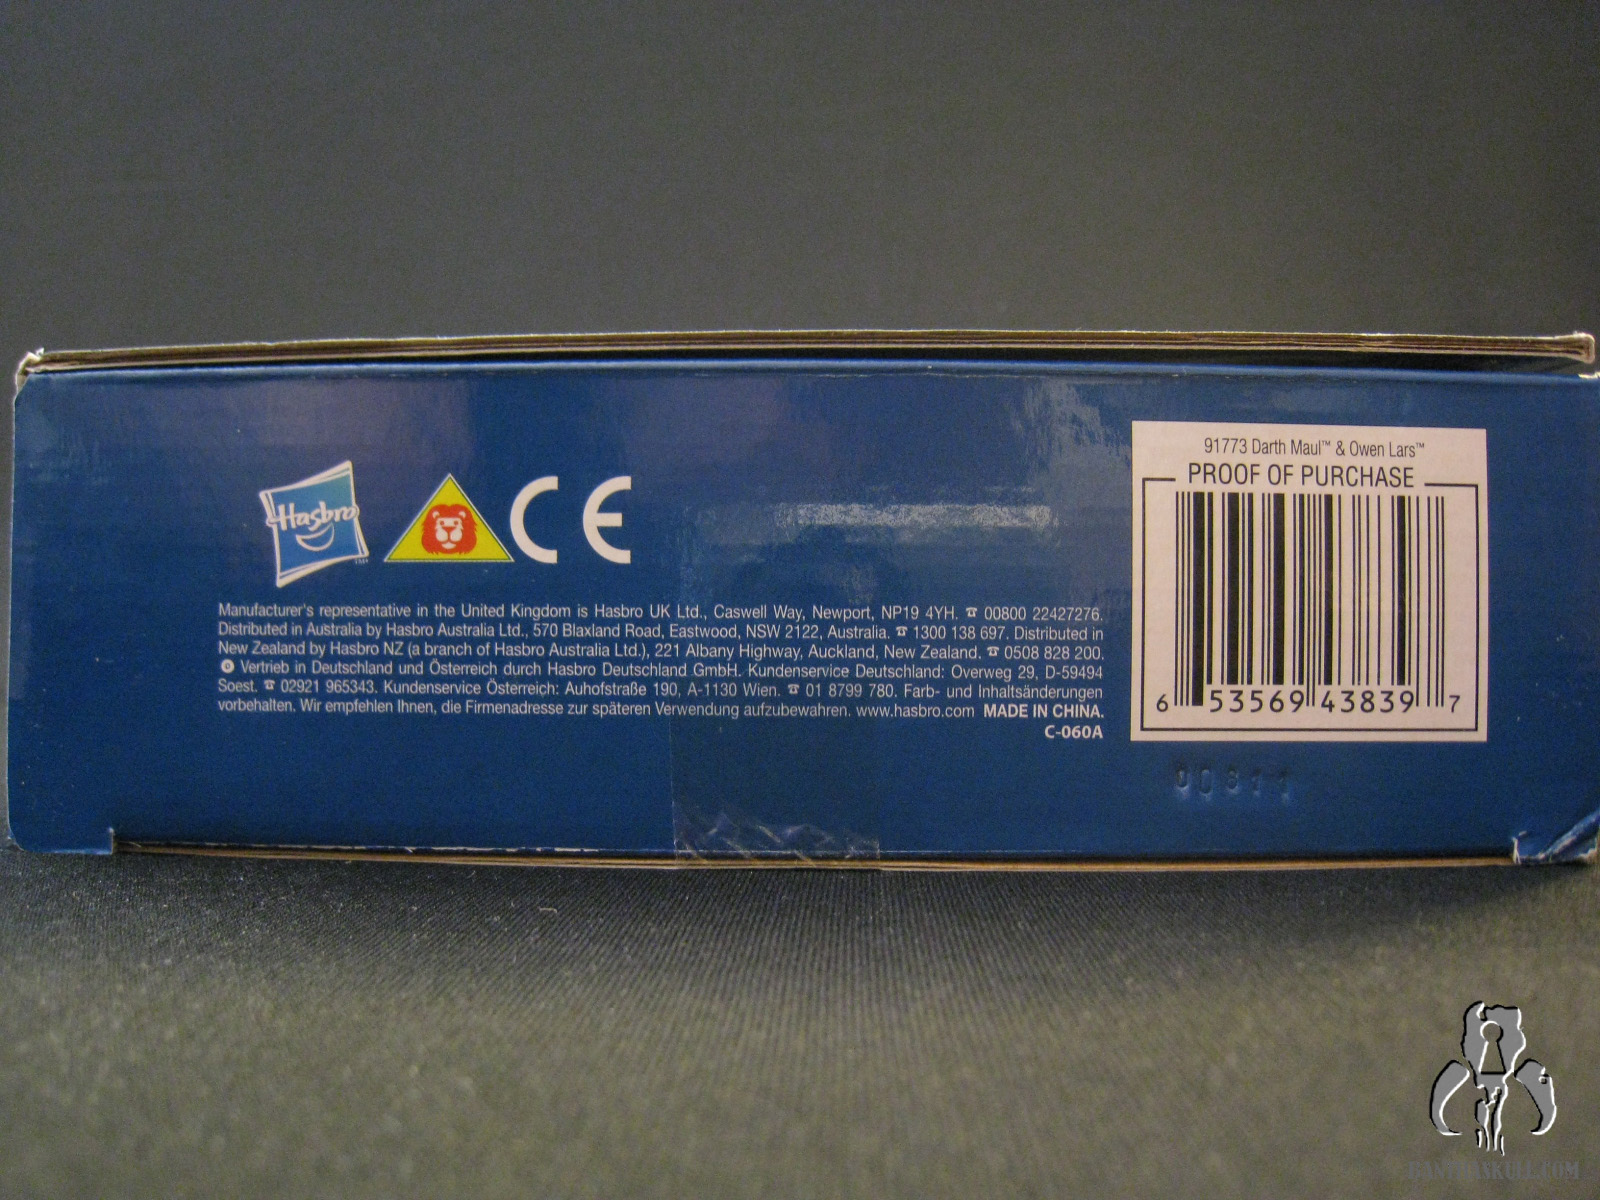 Hasbro
CE
Manufacturer's representative in the United Kingdom is Hasbro UK Ltd., Caswell Way, Newport, NP19 4YH. ☎ 00800 22427276.
Distributed in Australia by Hasbro Australia Ltd., 570 Blaxland Road, Eastwood, NSW 2122, Australia. ☎ 1300 138 697. Distributed in
New Zealand by Hasbro NZ (a branch of Hasbro Australia Ltd.), 221 Albany Highway, Auckland, New Zealand. ☎ 0508 828 200.
Vertrieb in Deutschland und Österreich durch Hasbro Deutschland GmbH. Kundenservice Deutschland: Overweg 29, D-59494
Soest. ☎ 02921 965343. Kundenservice Österreich: Auhofstraße 190, A-1130 Wien. ☎ 01 8799 780. Farb- und Inhaltsänderungen
vorbehalten. Wir empfehlen Ihnen, die Firmenadresse zur späteren Verwendung aufzubewahren. www.hasbro.com MADE IN CHINA.
C-060A
91773 Darth Maul™ & Owen Lars™
PROOF OF PURCHASE
6 53569 43839 7
BANTHASKULL.COM